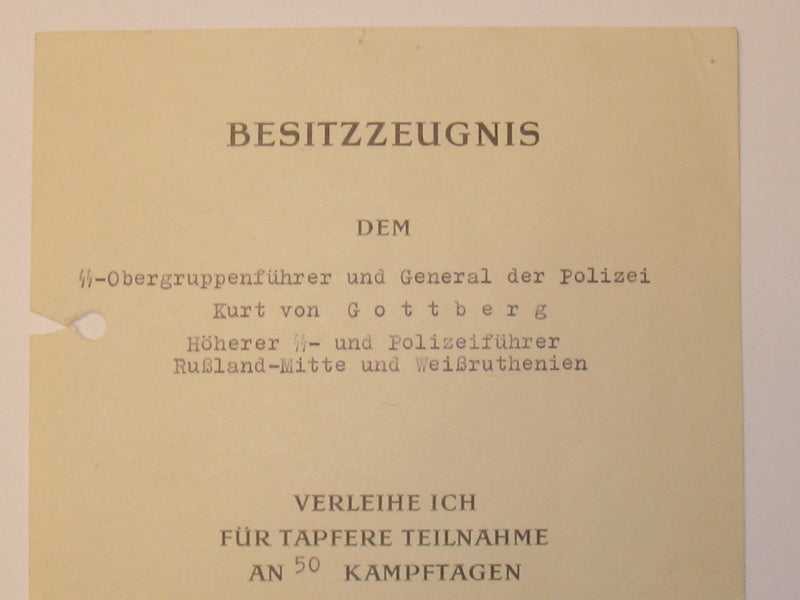 BESITZZEUGNIS
DEM
ᛋᛋ-Obergruppenführer und General der Polizei
Kurt von G o t t b e r g
Höherer ᛋᛋ- und Polizeiführer
Rußland-Mitte und Weißruthenien
VERLEIHE ICH
FÜR TAPFERE TEILNAHME
AN 50 KAMPFTAGEN